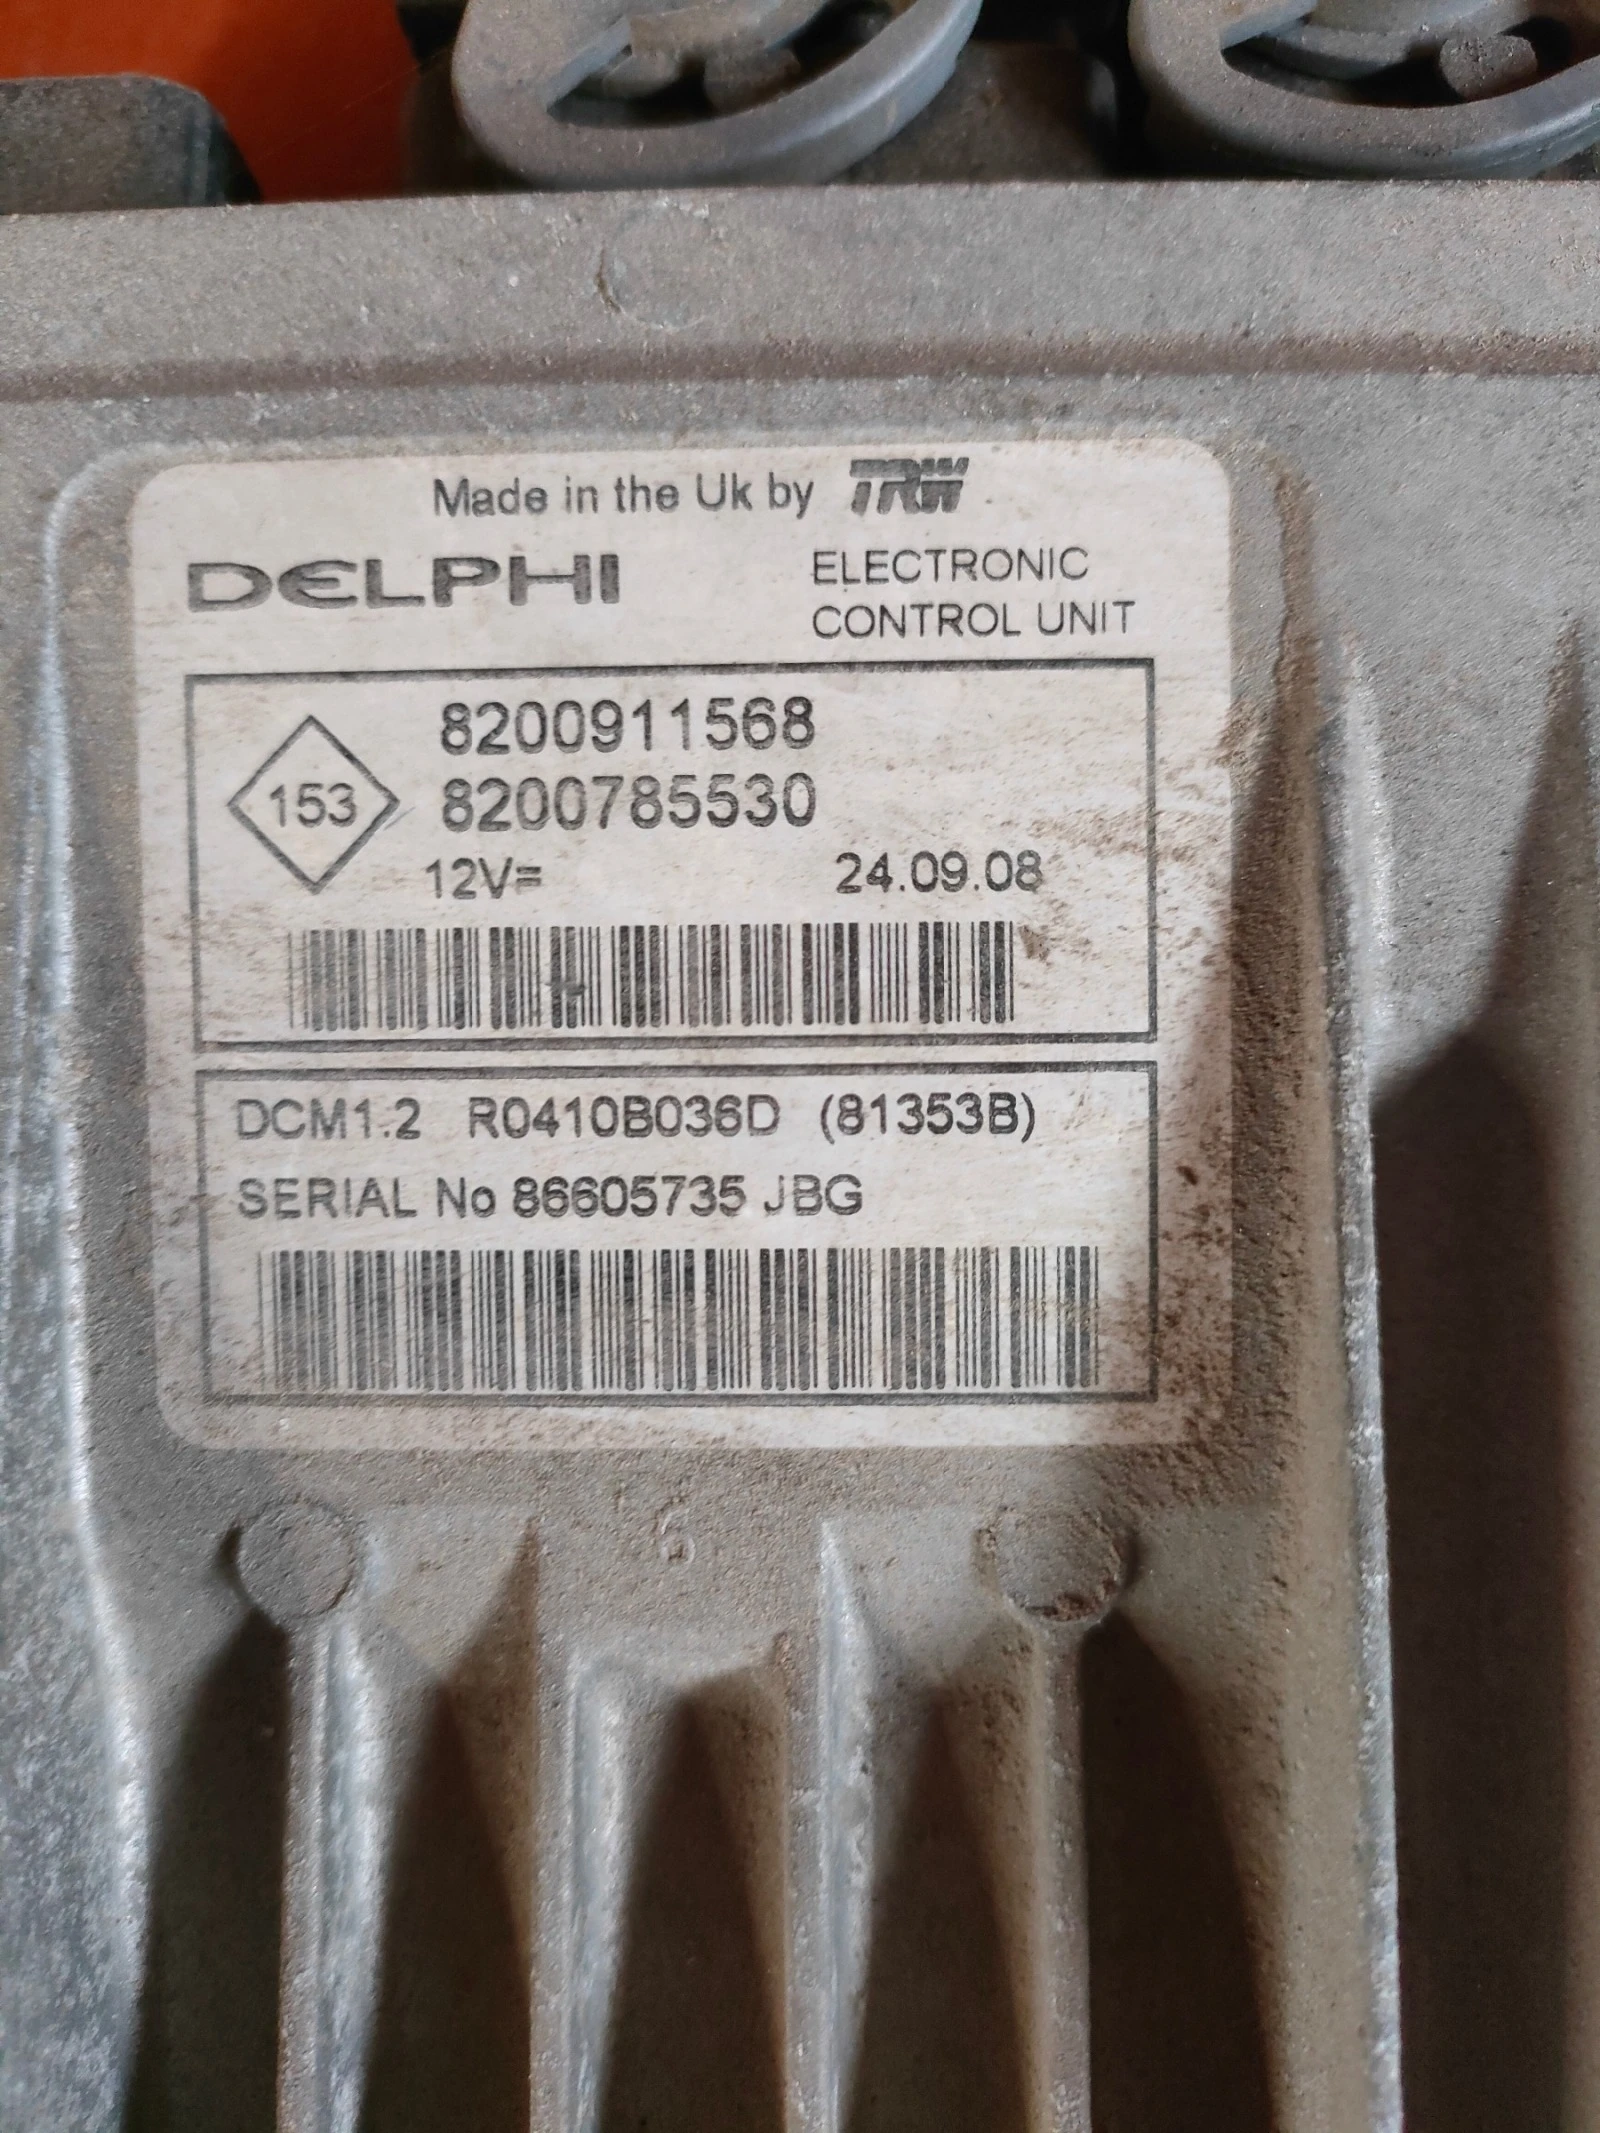 Made in the Uk by TRW
DELPHI
ELECTRONIC
CONTROL UNIT
8200911568
153
8200785530
12V=
24.09.08
DCM1.2 R0410B036D (81353B)
SERIAL No 86605735 JBG
6